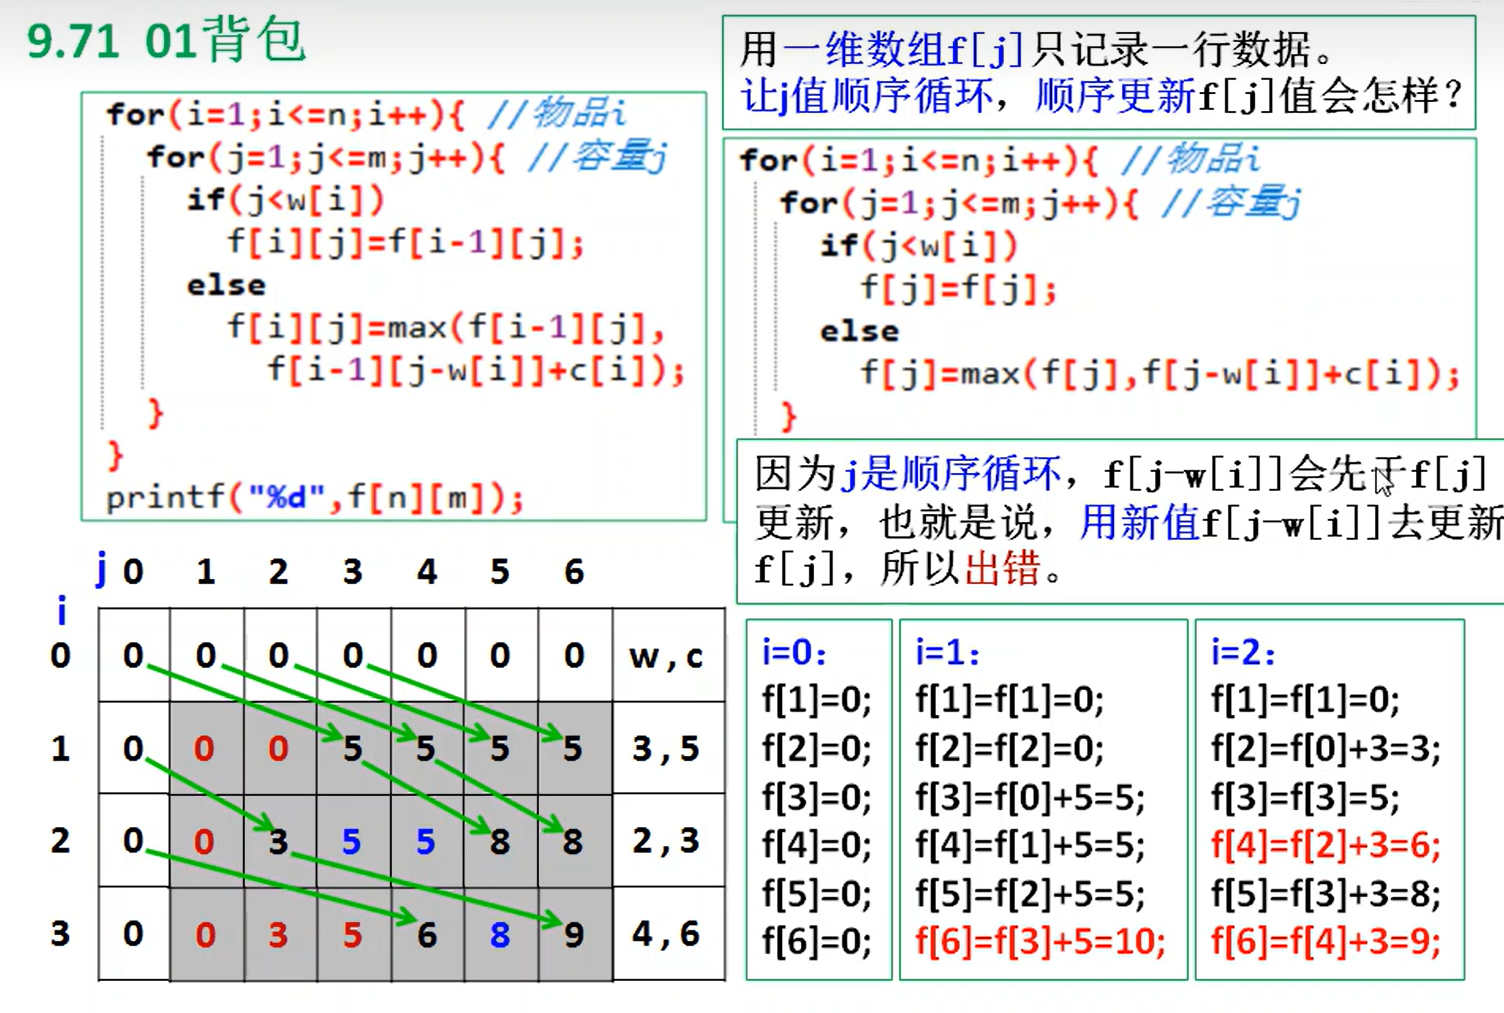 9.71 01背包
for(i=1;i<=n;i++){ //物品i
for(j=1;j<=m;j++){ //容量j
if(j<w[i])
f[i][j]=f[i-1][j];
else
f[i][j]=max(f[i-1][j],
f[i-1][j-w[i]]+c[i]);
}
}
printf("%d",f[n][m]);
用一维数组f[j]只记录一行数据。
让j值顺序循环，顺序更新f[j]值会怎样？
for(i=1;i<=n;i++){ //物品i
for(j=1;j<=m;j++){ //容量j
if(j<w[i])
f[j]=f[j];
else
f[j]=max(f[j],f[j-w[i]]+c[i]);
}
因为j是顺序循环，f[j-w[i]]会先于f[j]
更新，也就是说，用新值f[j-w[i]]去更新
f[j]，所以出错。
j 0 1 2 3 4 5 6
i
0 0 0 0 0 0 0 0 w,c
1 0 0 0 5 5 5 5 3,5
2 0 0 3 5 5 8 8 2,3
3 0 0 3 5 6 8 9 4,6
i=0：
f[1]=0;
f[2]=0;
f[3]=0;
f[4]=0;
f[5]=0;
f[6]=0;
i=1：
f[1]=f[1]=0;
f[2]=f[2]=0;
f[3]=f[0]+5=5;
f[4]=f[1]+5=5;
f[5]=f[2]+5=5;
f[6]=f[3]+5=10;
i=2：
f[1]=f[1]=0;
f[2]=f[0]+3=3;
f[3]=f[3]=5;
f[4]=f[2]+3=6;
f[5]=f[3]+3=8;
f[6]=f[4]+3=9;